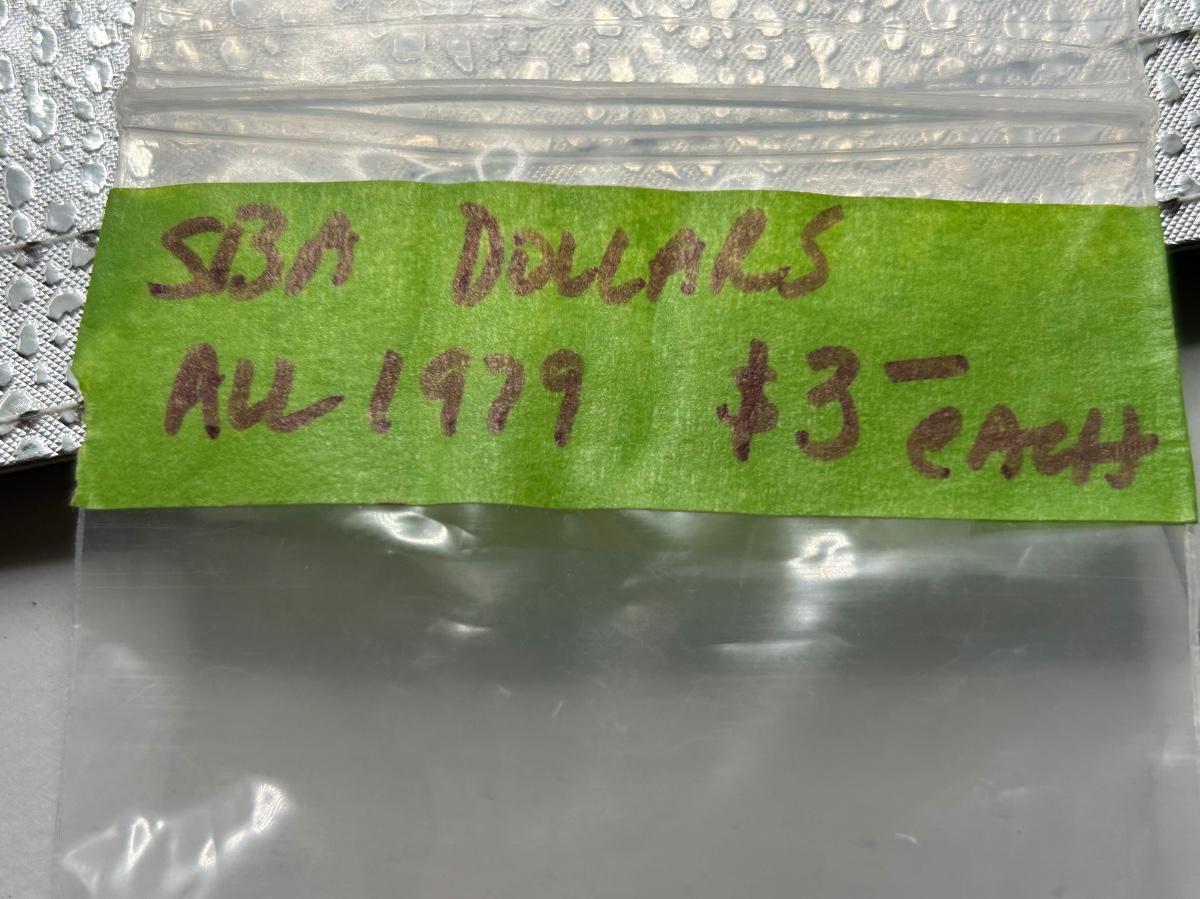 SBA DOLLARS
ALL 1979 $3- EACH